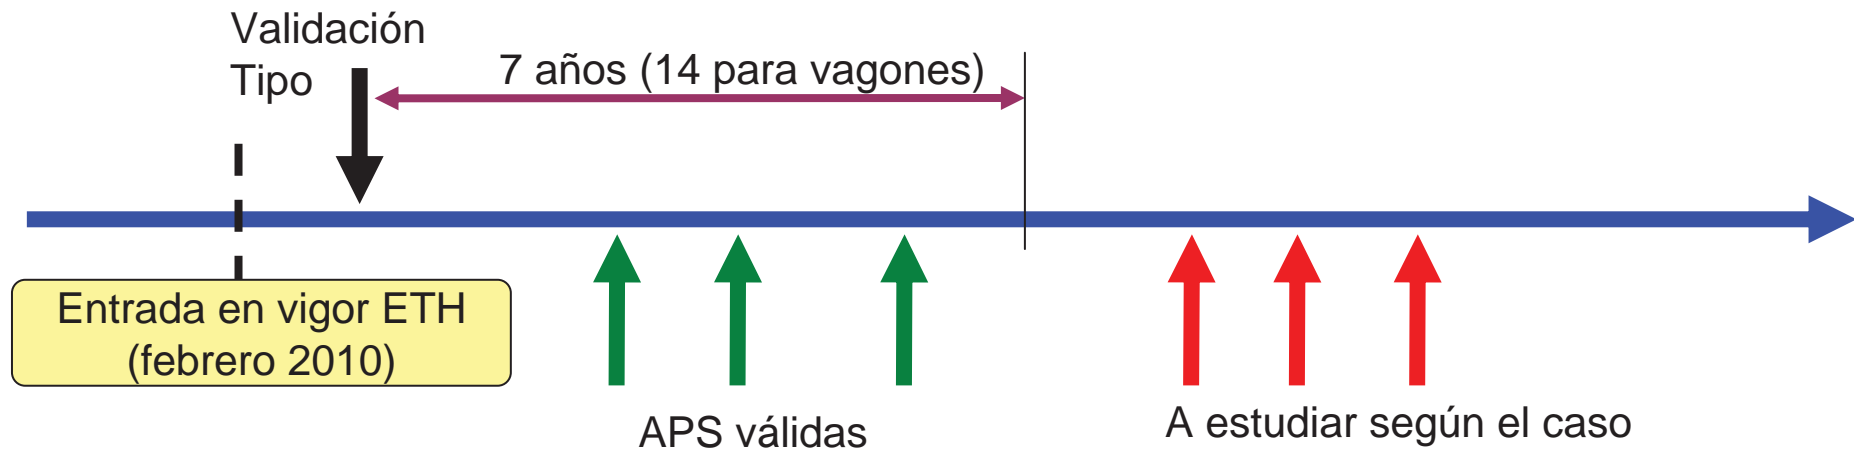 Validación
Tipo
7 años (14 para vagones)
Entrada en vigor ETH
(febrero 2010)
APS válidas
A estudiar según el caso